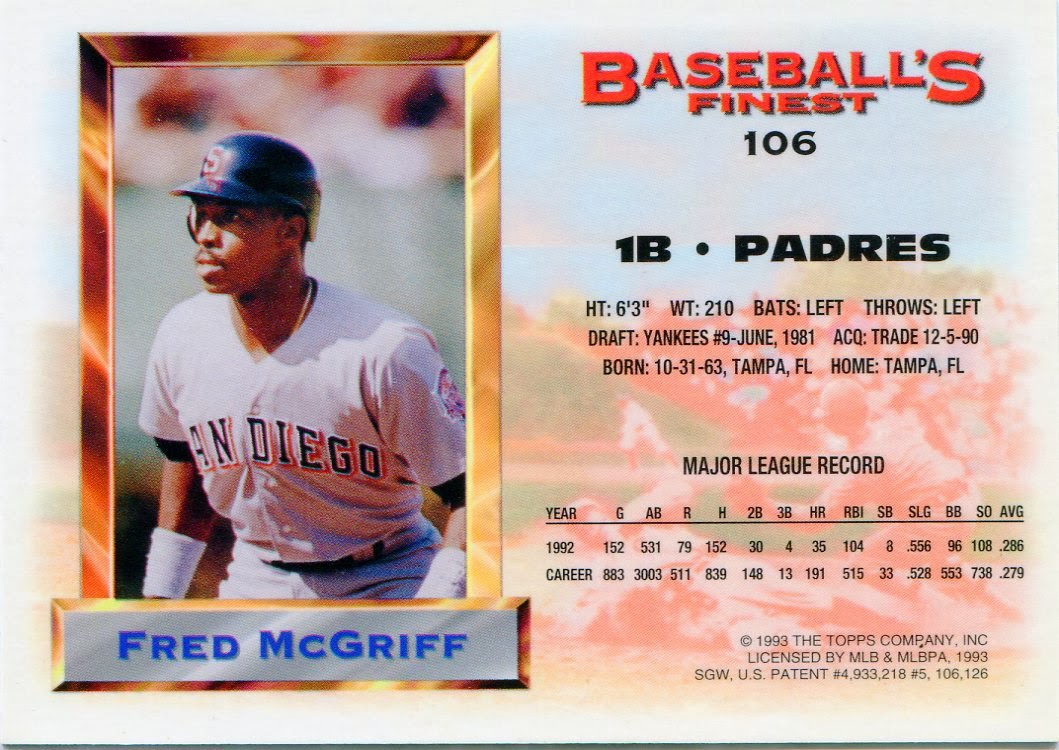 BASEBALL'S
FINEST
106
1B • PADRES
HT: 6'3" WT: 210 BATS: LEFT THROWS: LEFT
DRAFT: YANKEES #9-JUNE, 1981 ACQ: TRADE 12-5-90
BORN: 10-31-63, TAMPA, FL HOME: TAMPA, FL
S
SAN DIEGO
MAJOR LEAGUE RECORD
YEAR G AB R H 2B 3B HR RBI SB SLG BB SO AVG
1992 152 531 79 152 30 4 35 104 8 .556 96 108 .286
CAREER 883 3003 511 839 148 13 191 515 33 .528 553 738 .279
FRED MCGRIFF
© 1993 THE TOPPS COMPANY, INC
LICENSED BY MLB & MLBPA, 1993
SGW, U.S. PATENT #4,933,218 #5, 106,126